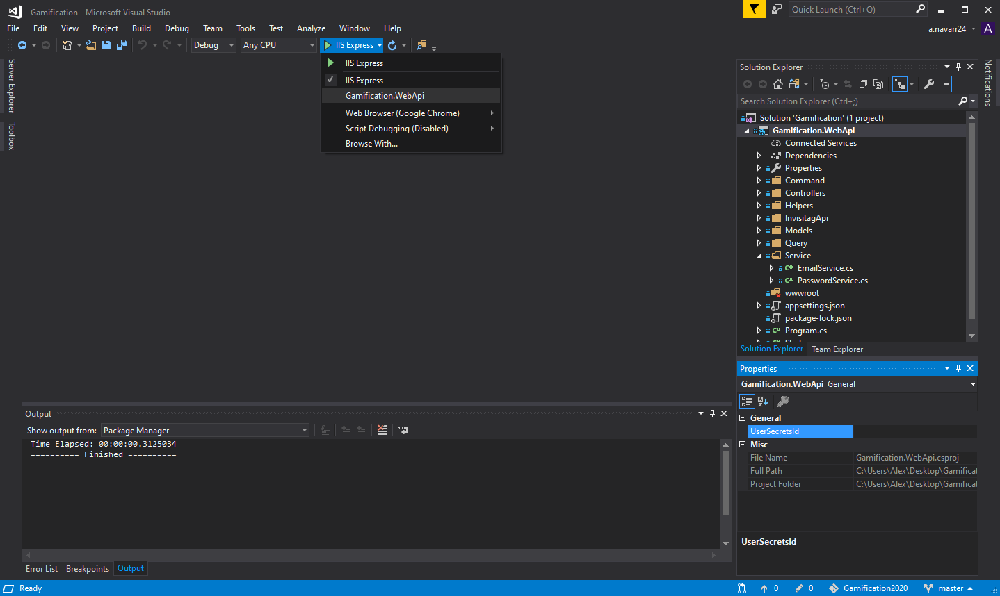 Gamification - Microsoft Visual Studio
Quick Launch (Ctrl+Q)
File Edit View Project Build Debug Team Tools Test Analyze Window Help
a.navarr24 A
Debug Any CPU IIS Express
IIS Express
IIS Express
Gamification.WebApi
Web Browser (Google Chrome)
Script Debugging (Disabled)
Browse With...
Server Explorer
Toolbox
Notifications
Solution Explorer
Search Solution Explorer (Ctrl+;)
Solution 'Gamification' (1 project)
Gamification.WebApi
Connected Services
Dependencies
Properties
Command
Controllers
Helpers
InvisitagApi
Models
Query
Service
C# EmailService.cs
C# PasswordService.cs
wwwroot
appsettings.json
package-lock.json
C# Program.cs
Solution Explorer Team Explorer
Properties
Gamification.WebApi General
General
UserSecretsId
Misc
File Name Gamification.WebApi.csproj
Full Path C:\Users\Alex\Desktop\Gamificat
Project Folder C:\Users\Alex\Desktop\Gamificat
UserSecretsId
Output
Show output from: Package Manager
Time Elapsed: 00:00:00.3125034
========== Finished ==========
Error List Breakpoints Output
Ready 0 0 Gamification2020 master